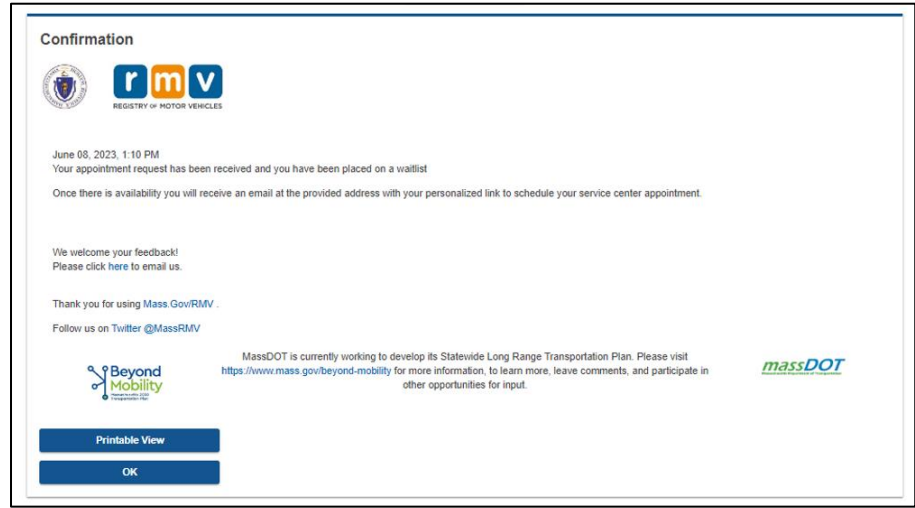 Confirmation
rmv
REGISTRY OF MOTOR VEHICLES
June 08, 2023, 1:10 PM
Your appointment request has been received and you have been placed on a waitlist
Once there is availability you will receive an email at the provided address with your personalized link to schedule your service center appointment.
We welcome your feedback!
Please click here to email us.
Thank you for using Mass.Gov/RMV .
Follow us on Twitter @MassRMV
Beyond
Mobility
MassDOT is currently working to develop its Statewide Long Range Transportation Plan. Please visit
https://www.mass.gov/beyond-mobility for more information, to learn more, leave comments, and participate in
other opportunities for input.
massDOT
Printable View
OK